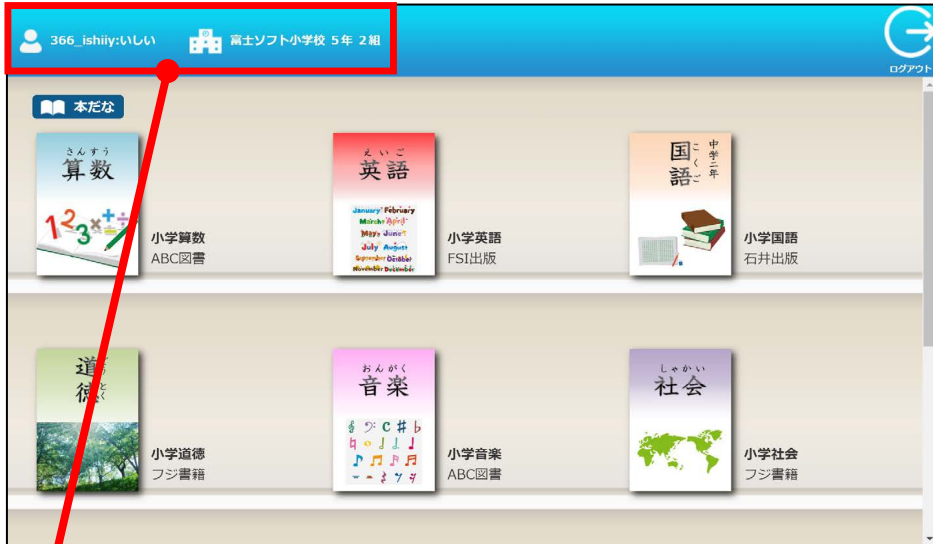 366_ishiiy:いしい
富士ソフト小学校 5年 2組
ログアウト
本だな
さんすう
算数
123×+÷
小学算数
ABC図書
えいご
英語
January February
March April
May June
July August
September October
November December
小学英語
FSI出版
中学二年
こくご
国語
小学国語
石井出版
道徳
小学道徳
フジ書籍
おんがく
音楽
小学音楽
ABC図書
しゃかい
社会
小学社会
フジ書籍